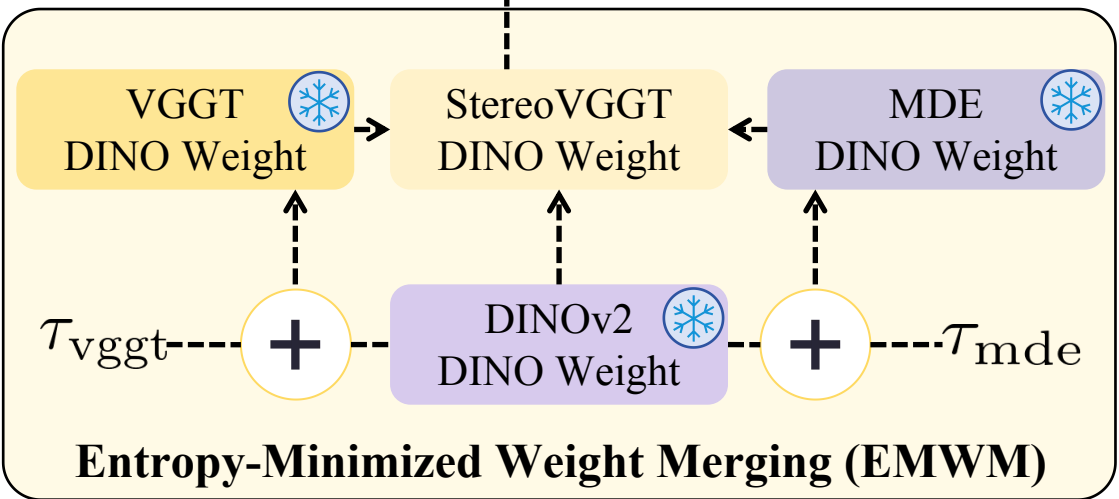 VGGT
DINO Weight
StereoVGGT
DINO Weight
MDE
DINO Weight
τvggt
+
DINOv2
DINO Weight
+
τmde
Entropy-Minimized Weight Merging (EMWM)